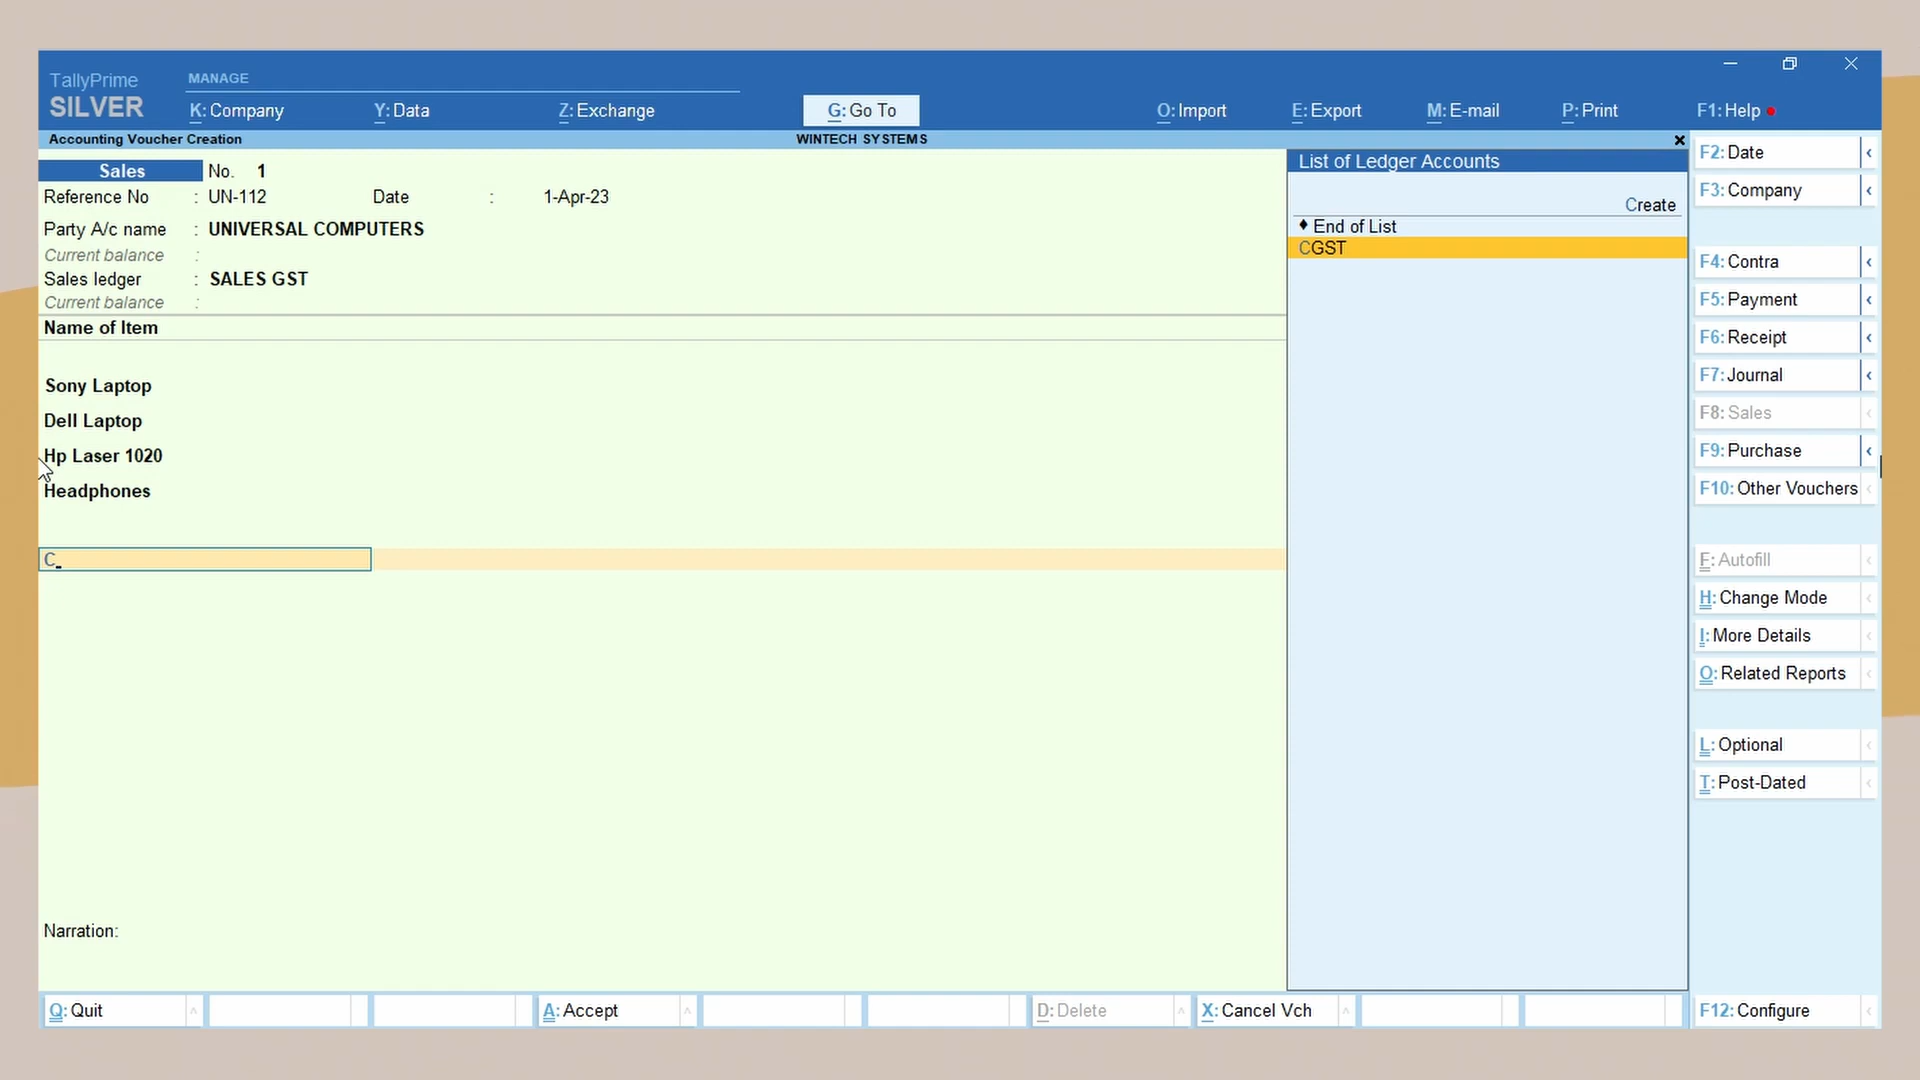 TallyPrime
SILVER
MANAGE
K: Company
Y: Data
Z: Exchange
G: Go To
O: Import
E: Export
M: E-mail
P: Print
F1: Help
Accounting Voucher Creation
WINTECH SYSTEMS
Sales No. 1
Reference No : UN-112 Date : 1-Apr-23
Party A/c name : UNIVERSAL COMPUTERS
Current balance :
Sales ledger : SALES GST
Current balance :
Name of Item
Sony Laptop
Dell Laptop
Hp Laser 1020
Headphones
C
Narration:
List of Ledger Accounts
Create
♦ End of List
CGST
F2: Date
F3: Company
F4: Contra
F5: Payment
F6: Receipt
F7: Journal
F8: Sales
F9: Purchase
F10: Other Vouchers
F: Autofill
H: Change Mode
I: More Details
O: Related Reports
L: Optional
T: Post-Dated
Q: Quit
A: Accept
D: Delete
X: Cancel Vch
F12: Configure